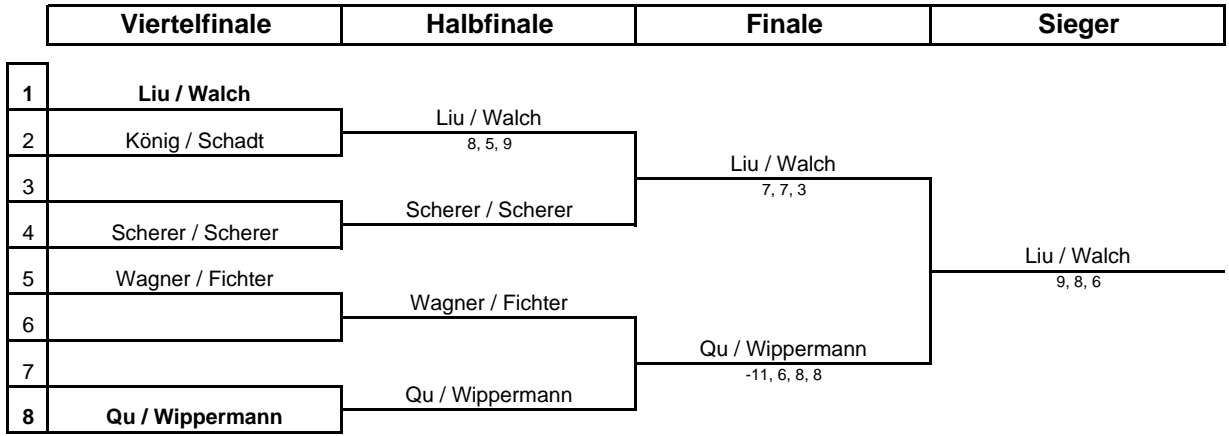 Viertelfinale Halbfinale Finale Sieger
1 Liu / Walch
Liu / Walch
2 König / Schadt
8, 5, 9
Liu / Walch
3
7, 7, 3
Scherer / Scherer
4 Scherer / Scherer
Liu / Walch
5 Wagner / Fichter
9, 8, 6
Wagner / Fichter
6
Qu / Wippermann
7
-11, 6, 8, 8
Qu / Wippermann
8 Qu / Wippermann